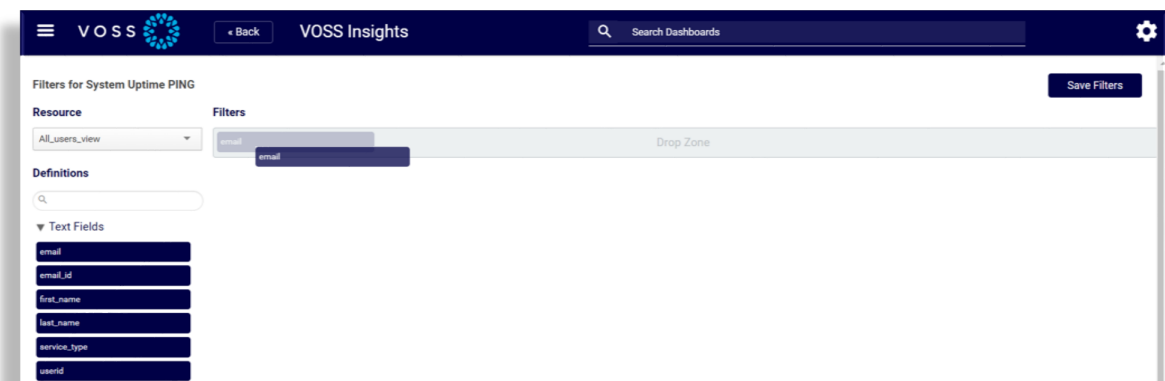 VOSS
« Back
VOSS Insights
Search Dashboards
Filters for System Uptime PING
Save Filters
Resource
Filters
All_users_view
email
Drop Zone
email
Definitions
Text Fields
email
email_id
first_name
last_name
service_type
userid